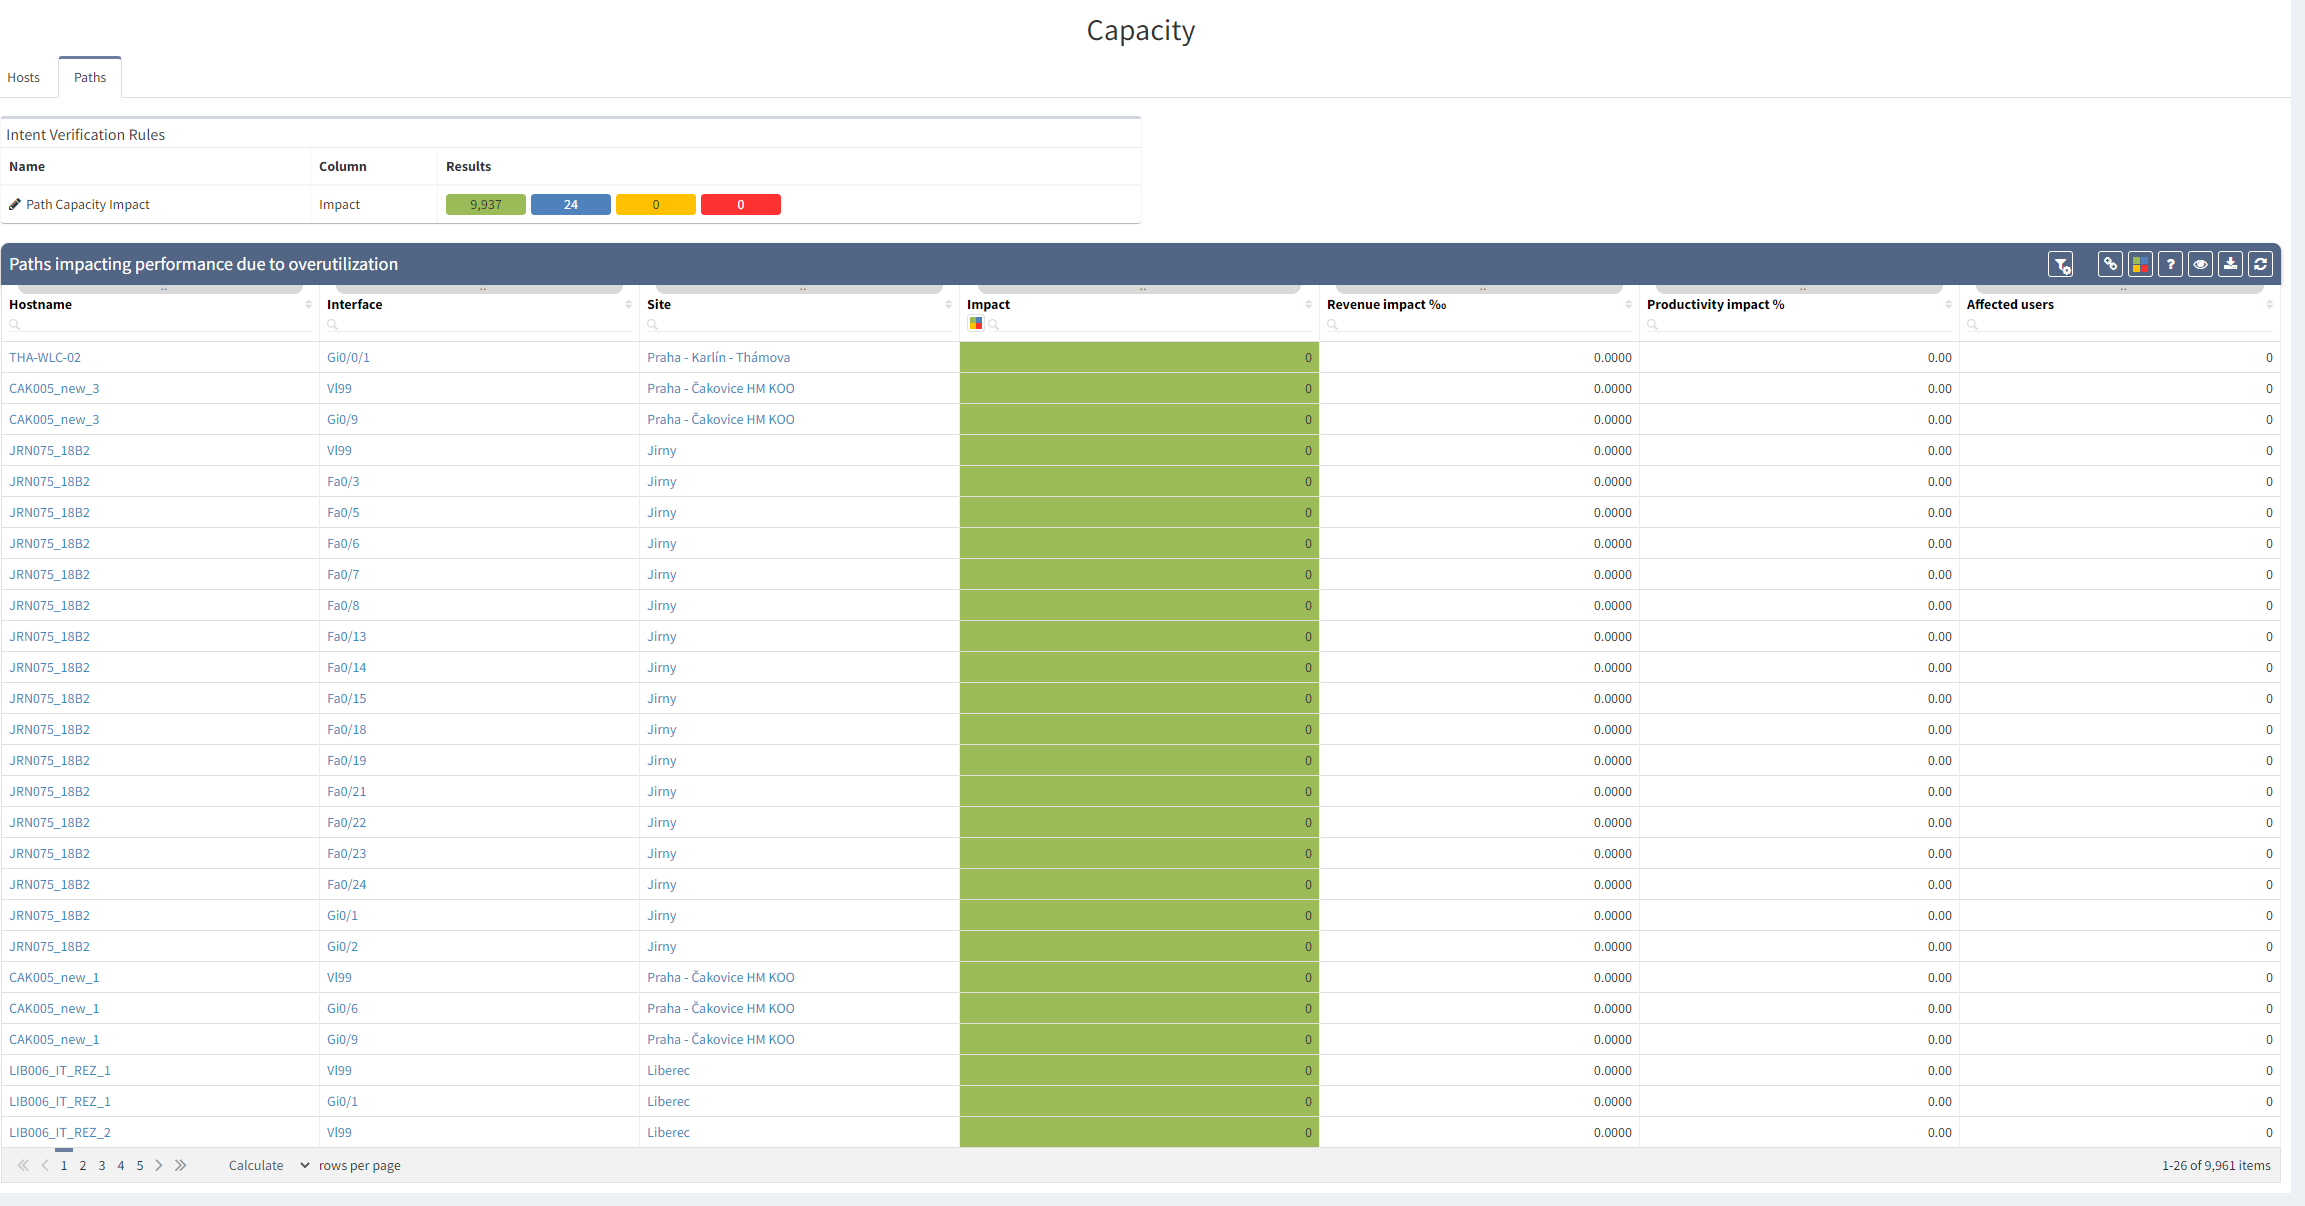 Capacity
Hosts Paths
Intent Verification Rules
Name Column Results
Path Capacity Impact Impact 9,937 24 0 0
Paths impacting performance due to overutilization ?
Hostname Interface Site Impact Revenue impact %₀ Productivity impact % Affected users
THA-WLC-02 Gi0/0/1 Praha - Karlín - Thámova 0 0.0000 0.00 0
CAK005_new_3 Vl99 Praha - Čakovice HM KOO 0 0.0000 0.00 0
CAK005_new_3 Gi0/9 Praha - Čakovice HM KOO 0 0.0000 0.00 0
JRN075_18B2 Vl99 Jirny 0 0.0000 0.00 0
JRN075_18B2 Fa0/3 Jirny 0 0.0000 0.00 0
JRN075_18B2 Fa0/5 Jirny 0 0.0000 0.00 0
JRN075_18B2 Fa0/6 Jirny 0 0.0000 0.00 0
JRN075_18B2 Fa0/7 Jirny 0 0.0000 0.00 0
JRN075_18B2 Fa0/8 Jirny 0 0.0000 0.00 0
JRN075_18B2 Fa0/13 Jirny 0 0.0000 0.00 0
JRN075_18B2 Fa0/14 Jirny 0 0.0000 0.00 0
JRN075_18B2 Fa0/15 Jirny 0 0.0000 0.00 0
JRN075_18B2 Fa0/18 Jirny 0 0.0000 0.00 0
JRN075_18B2 Fa0/19 Jirny 0 0.0000 0.00 0
JRN075_18B2 Fa0/21 Jirny 0 0.0000 0.00 0
JRN075_18B2 Fa0/22 Jirny 0 0.0000 0.00 0
JRN075_18B2 Fa0/23 Jirny 0 0.0000 0.00 0
JRN075_18B2 Fa0/24 Jirny 0 0.0000 0.00 0
JRN075_18B2 Gi0/1 Jirny 0 0.0000 0.00 0
JRN075_18B2 Gi0/2 Jirny 0 0.0000 0.00 0
CAK005_new_1 Vl99 Praha - Čakovice HM KOO 0 0.0000 0.00 0
CAK005_new_1 Gi0/6 Praha - Čakovice HM KOO 0 0.0000 0.00 0
CAK005_new_1 Gi0/9 Praha - Čakovice HM KOO 0 0.0000 0.00 0
LIB006_IT_REZ_1 Vl99 Liberec 0 0.0000 0.00 0
LIB006_IT_REZ_1 Gi0/1 Liberec 0 0.0000 0.00 0
LIB006_IT_REZ_2 Vl99 Liberec 0 0.0000 0.00 0
1 2 3 4 5 Calculate rows per page 1-26 of 9,961 items